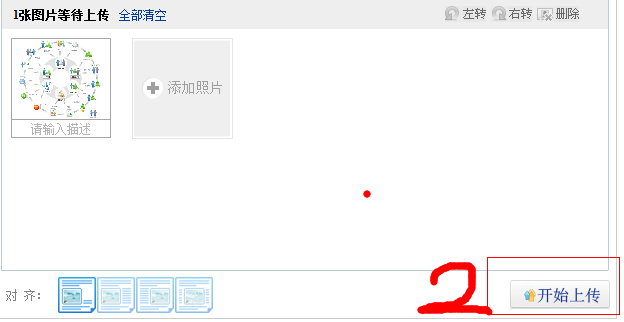 1张图片等待上传 全部清空 左转 右转 删除
请输入描述 添加照片
2
对 齐： 开始上传